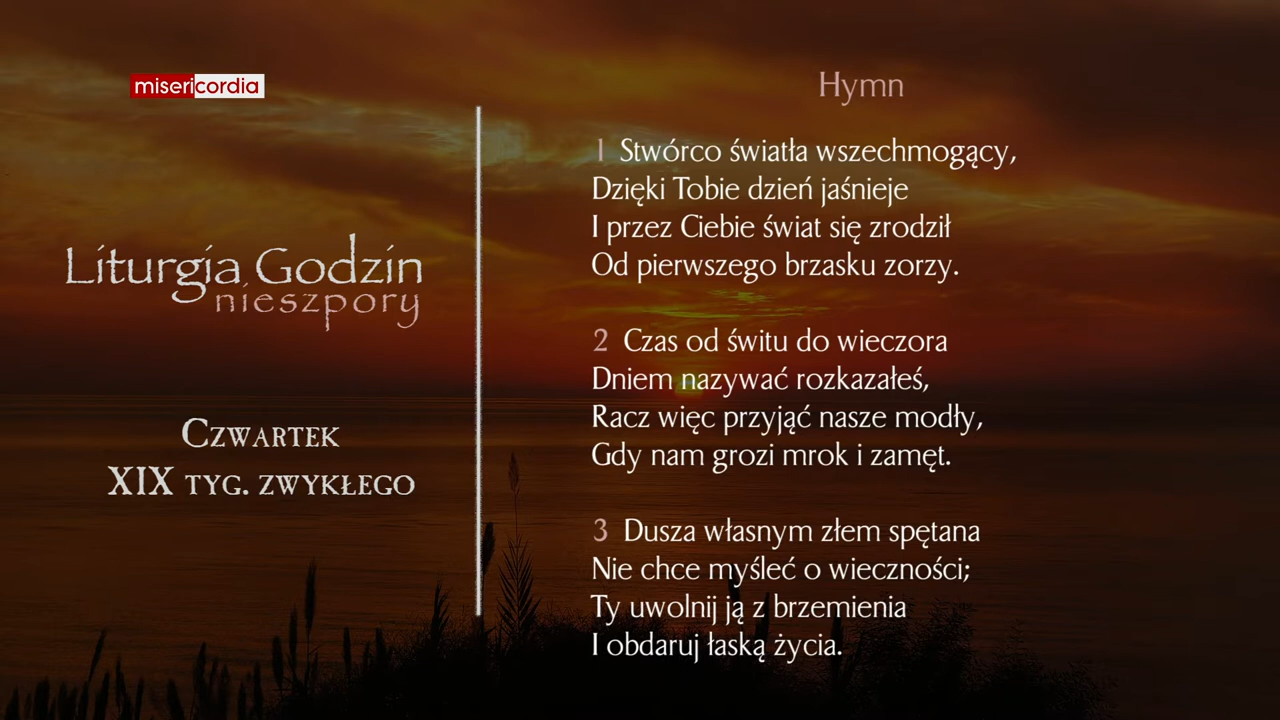 misericordia
Liturgia Godzin
nieszpory
Czwartek
XIX tyg. zwykłego
Hymn
1 Stwórco światła wszechmogący,
Dzięki Tobie dzień jaśnieje
I przez Ciebie świat się zrodził
Od pierwszego brzasku zorzy.
2 Czas od świtu do wieczora
Dniem nazywać rozkazałeś,
Racz więc przyjąć nasze modły,
Gdy nam grozi mrok i zamęt.
3 Dusza własnym złem spętana
Nie chce myśleć o wieczności;
Ty uwolnij ją z brzemienia
I obdaruj łaską życia.